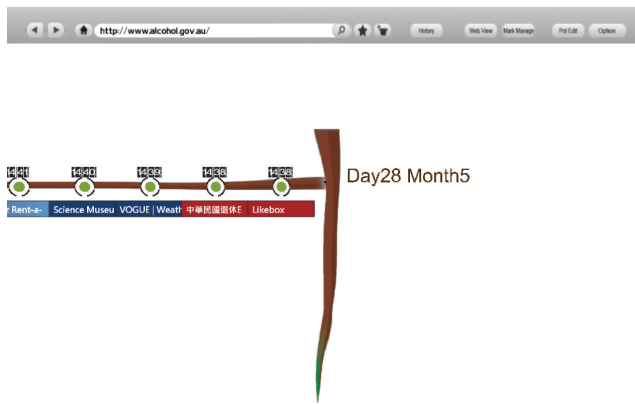 http://www.alcohol.gov.au/ History Web View Mark Manage Pot Edit Option
14:41 14:40 14:39 14:38 14:38
Day28 Month5
r Rent-a- Science Museu VOGUE | Weath 中華民國退休E Likebox